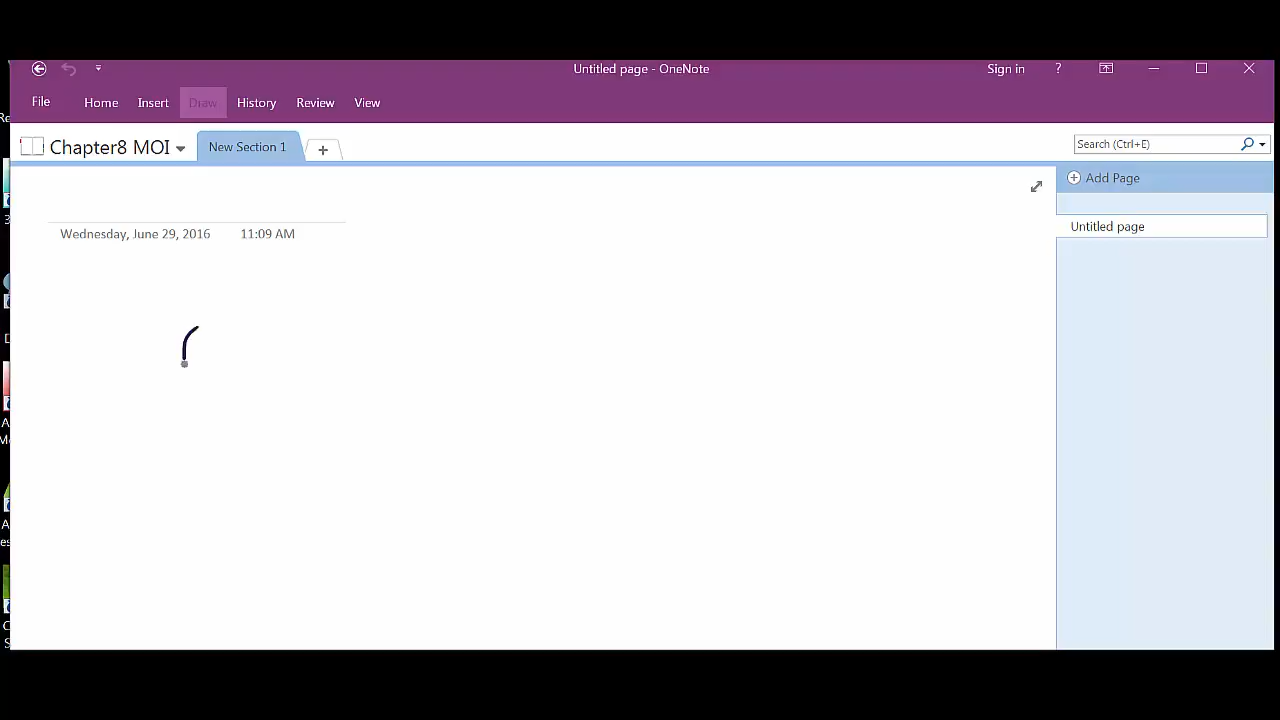 Untitled page - OneNote
Sign in ?
File Home Insert Draw History Review View
Chapter8 MOI New Section 1 +
Search (Ctrl+E)
Add Page
Untitled page
Wednesday, June 29, 2016 11:09 AM